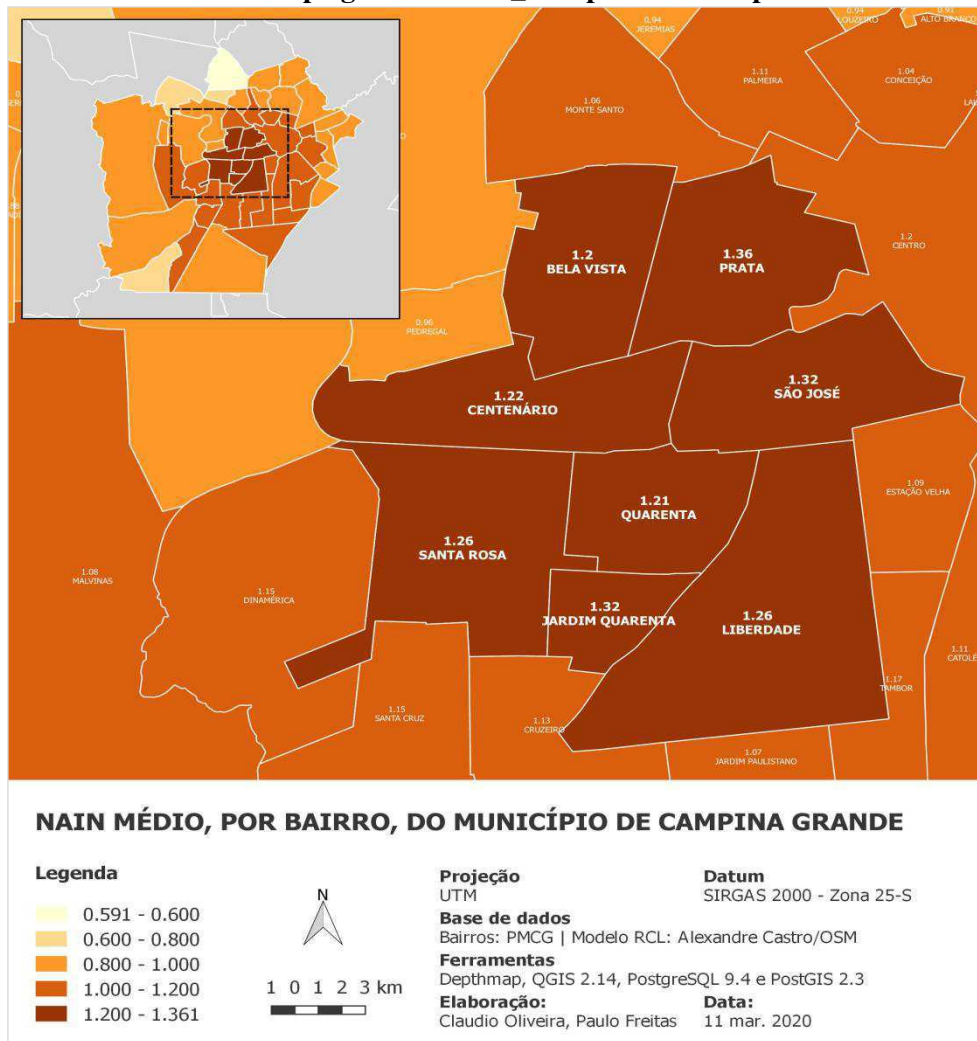 0.94
JEREMIAS
0.94
LOUZEIRO
ALTO BRANCO
1.11
PALMEIRA
1.04
CONCEIÇÃO
1.06
MONTE SANTO
1.2
CENTRO
1.2
BELA VISTA
1.36
PRATA
0.96
PEDREGAL
1.22
CENTENÁRIO
1.32
SÃO JOSÉ
1.09
ESTAÇÃO VELHA
1.21
QUARENTA
1.26
SANTA ROSA
1.08
MALVINAS
1.15
DINAMÉRICA
1.32
JARDIM QUARENTA
1.26
LIBERDADE
1.11
CATOLÉ
1.17
TAMBOR
1.15
SANTA CRUZ
1.13
CRUZEIRO
1.07
JARDIM PAULISTANO
NAIN MÉDIO, POR BAIRRO, DO MUNICÍPIO DE CAMPINA GRANDE
Legenda
0.591 - 0.600
0.600 - 0.800
0.800 - 1.000
1.000 - 1.200
1.200 - 1.361
N
1 0 1 2 3 km
Projeção
UTM
Datum
SIRGAS 2000 - Zona 25-S
Base de dados
Bairros: PMCG | Modelo RCL: Alexandre Castro/OSM
Ferramentas
Depthmap, QGIS 2.14, PostgreSQL 9.4 e PostGIS 2.3
Elaboração:
Claudio Oliveira, Paulo Freitas
Data:
11 mar. 2020